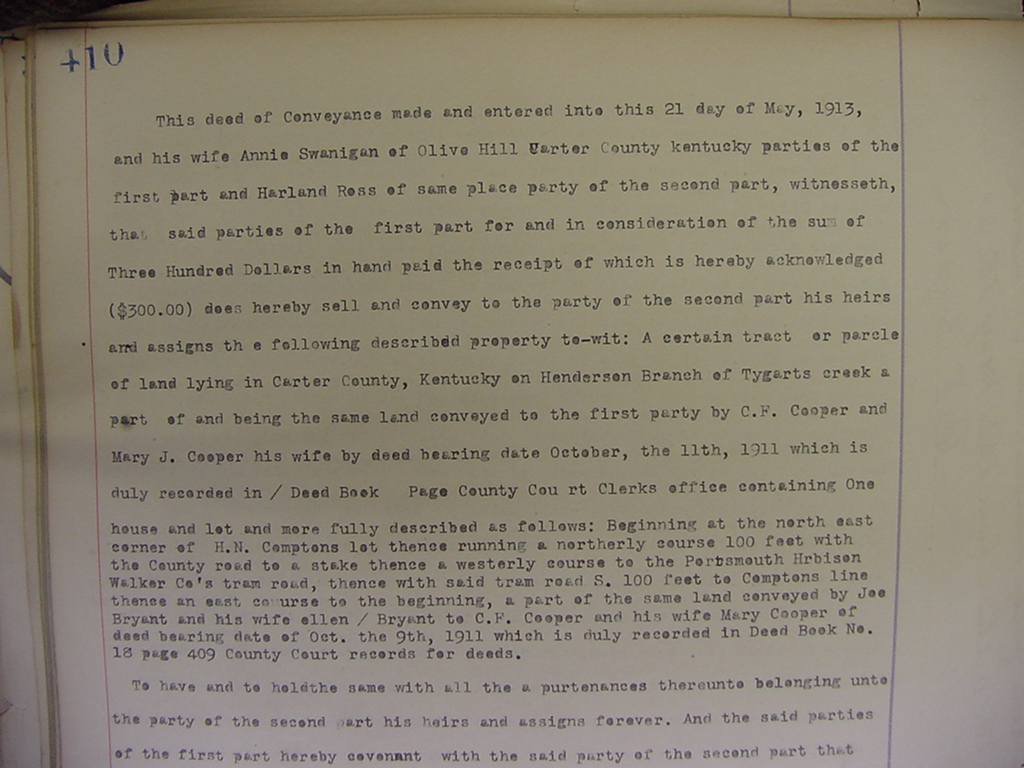 410
This deed of Conveyance made and entered into this 21 day of May, 1913,
and his wife Annie Swanigan of Olive Hill Carter County kentucky parties of the
first part and Harland Ross of same place party of the second part, witnesseth,
that said parties of the first part for and in consideration of the sum of
Three Hundred Dollars in hand paid the receipt of which is hereby acknowledged
($300.00) does hereby sell and convey to the party of the second part his heirs
and assigns th e following described property to-wit: A certain tract or parcle
of land lying in Carter County, Kentucky on Henderson Branch of Tygarts creek a
part of and being the same land conveyed to the first party by C.F. Cooper and
Mary J. Cooper his wife by deed bearing date October, the 11th, 1911 which is
duly recorded in / Deed Book Page County Cou rt Clerks office containing One
house and lot and more fully described as follows: Beginning at the north east
corner of H.N. Comptons lot thence running a northerly course 100 feet with
the County road to a stake thence a westerly course to the Portsmouth Hrbison
Walker Co's tram road, thence with said tram road S. 100 feet to Comptons line
thence an east course to the beginning, a part of the same land conveyed by Joe
Bryant and his wife ellen / Bryant to C.F. Cooper and his wife Mary Cooper of
deed bearing date of Oct. the 9th, 1911 which is duly recorded in Deed Book No.
18 page 409 County Court records for deeds.
To have and to holdthe same with all the a purtenances thereunto belonging unto
the party of the second part his heirs and assigns forever. And the said parties
of the first part hereby covenant with the said party of the second part that